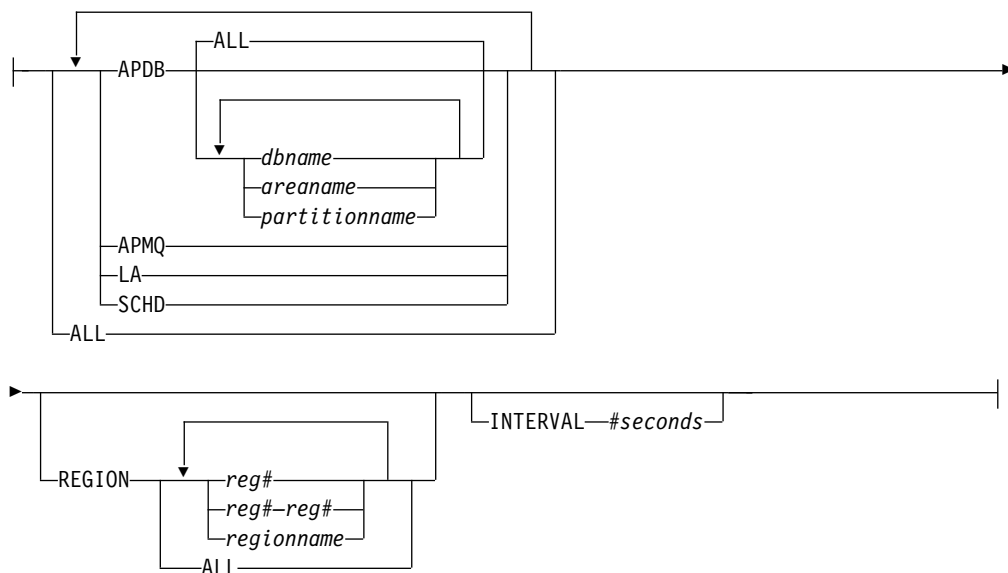 ALL
APDB
dbname
areaname
partitionname
APMQ
LA
SCHD
ALL
INTERVAL #seconds
REGION reg#
reg#–reg#
regionname
ALL